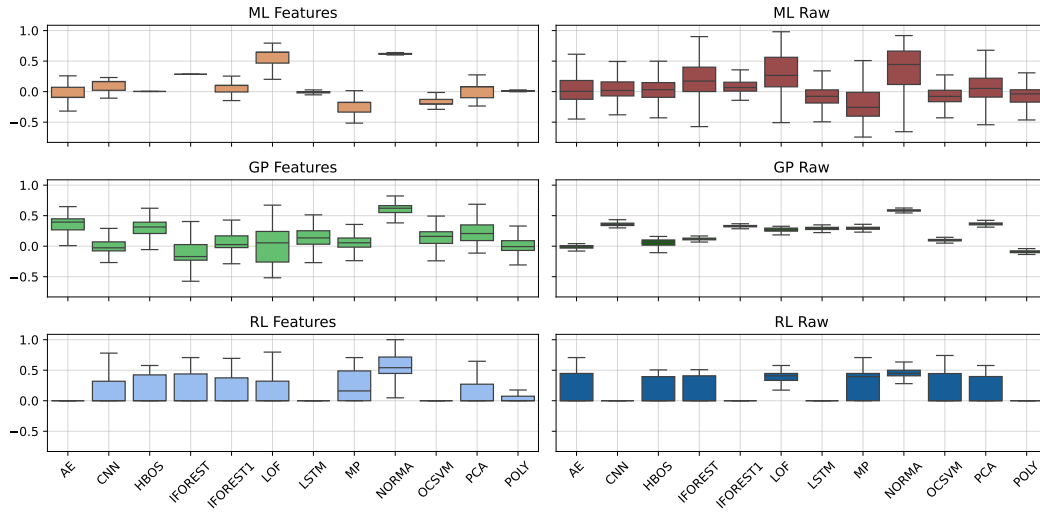 ML Features
ML Raw
1.0
0.5
0.0
−0.5
GP Features
GP Raw
1.0
0.5
0.0
−0.5
RL Features
RL Raw
1.0
0.5
0.0
−0.5
AE CNN HBOS IFOREST IFOREST1 LOF LSTM MP NORMA OCSVM PCA POLY
AE CNN HBOS IFOREST IFOREST1 LOF LSTM MP NORMA OCSVM PCA POLY